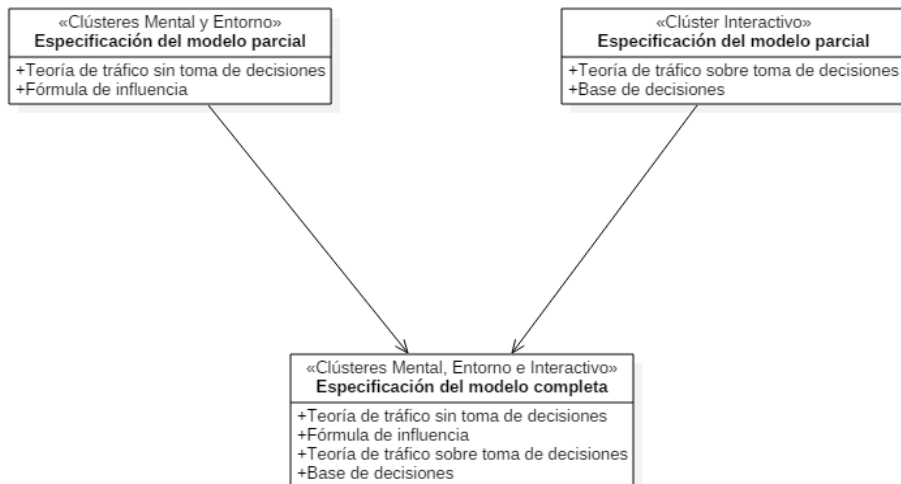 «Clústeres Mental y Entorno»
Especificación del modelo parcial
+Teoría de tráfico sin toma de decisiones
+Fórmula de influencia
«Clúster Interactivo»
Especificación del modelo parcial
+Teoría de tráfico sobre toma de decisiones
+Base de decisiones
«Clústeres Mental, Entorno e Interactivo»
Especificación del modelo completa
+Teoría de tráfico sin toma de decisiones
+Fórmula de influencia
+Teoría de tráfico sobre toma de decisiones
+Base de decisiones